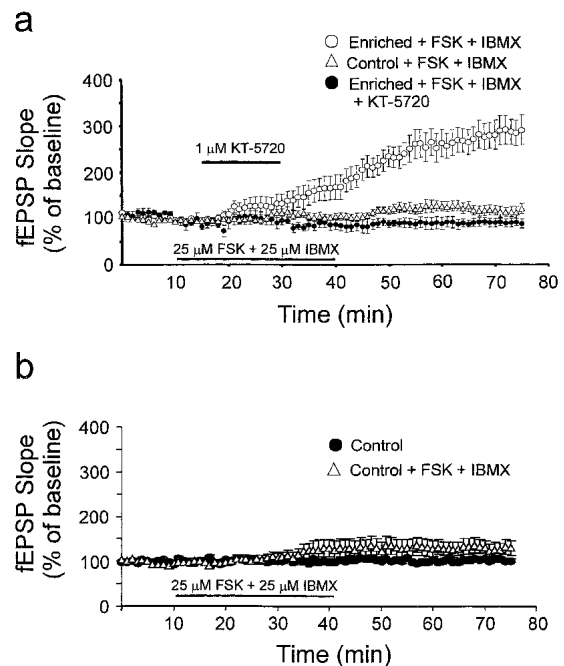 a
Enriched + FSK + IBMX
Control + FSK + IBMX
Enriched + FSK + IBMX
+ KT-5720
400
300
200
100
0
fEPSP Slope
(% of baseline)
1 µM KT-5720
25 µM FSK + 25 µM IBMX
0 10 20 30 40 50 60 70 80
Time (min)
b
Control
Control + FSK + IBMX
400
300
200
100
0
fEPSP Slope
(% of baseline)
25 µM FSK + 25 µM IBMX
0 10 20 30 40 50 60 70 80
Time (min)